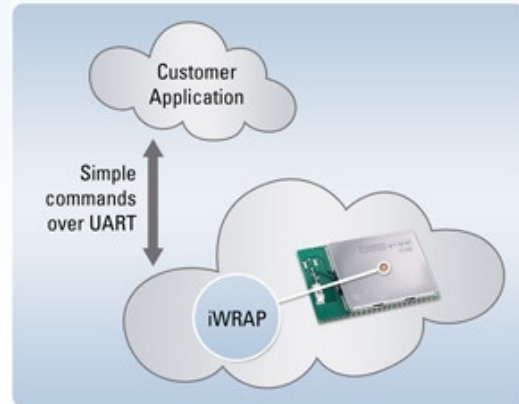 Customer
Application
Simple
commands
over UART
iWRAP